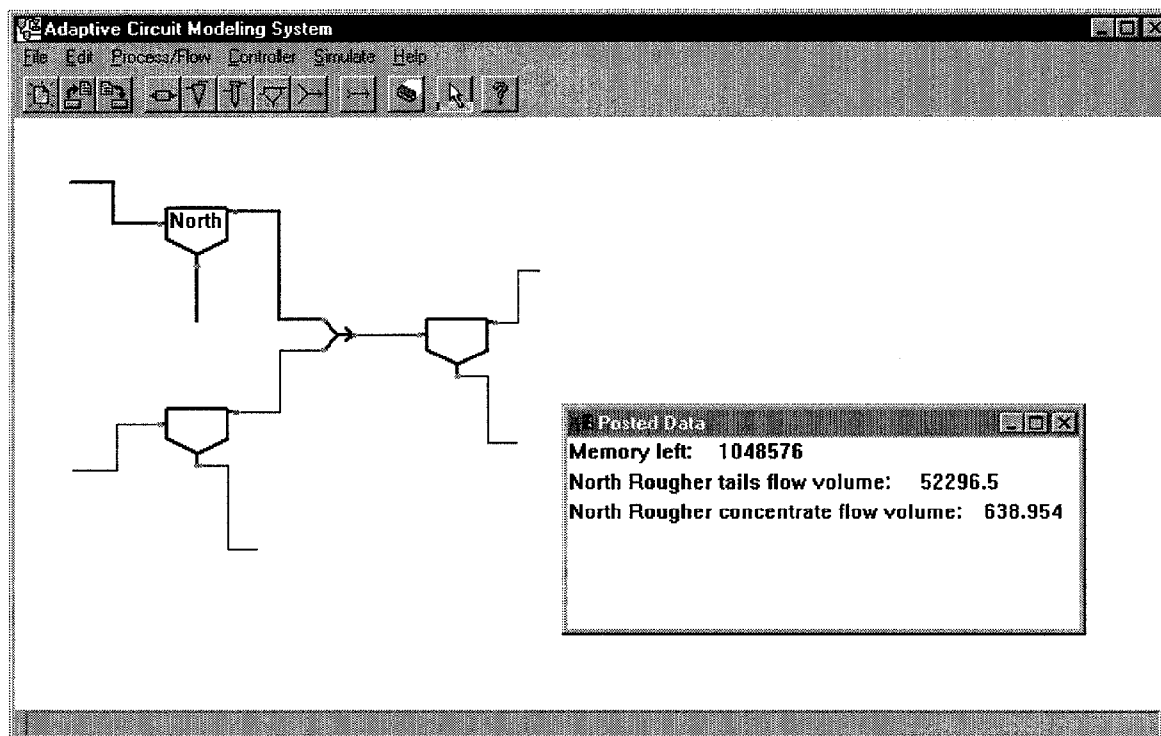 Adaptive Circuit Modeling System
File Edit Process/Flow Controller Simulate Help
?
North
Posted Data
Memory left: 1048576
North Rougher tails flow volume: 52296.5
North Rougher concentrate flow volume: 638.954